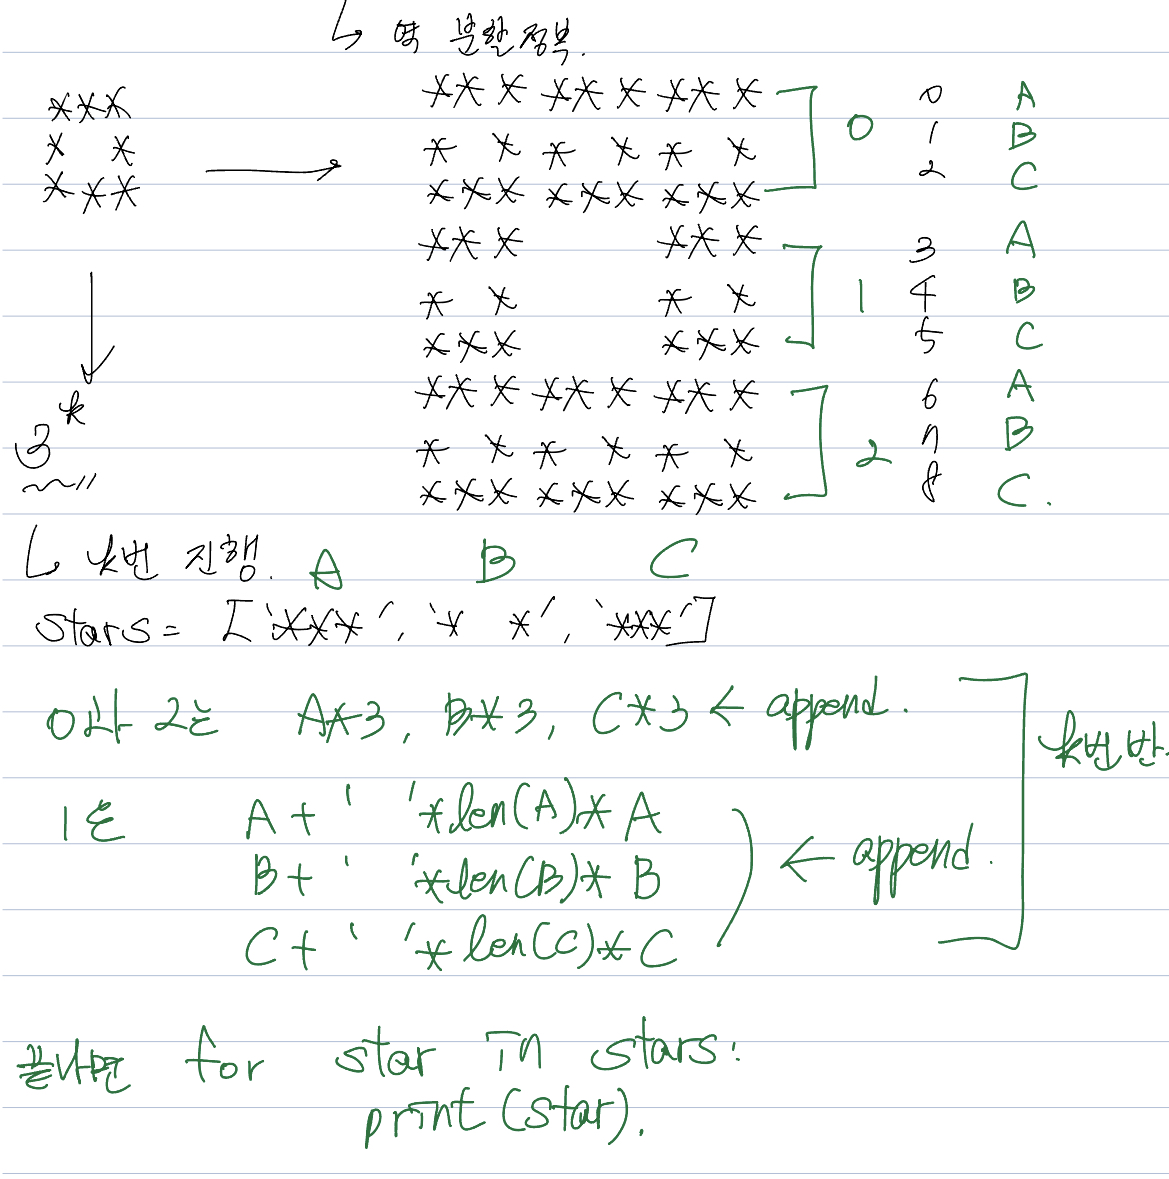 ↳ 역 분할정복.
*** *** *** 0 A
***
* * * * * * 0 1 B
* *
*** *** *** 2 C
***
*** *** 3 A
* * * * 1 4 B
*** *** 5 C
*** *** *** 6 A
3^k
* * * * * * 2 7 B
*** *** *** 8 C.
↳ k번 진행. A B C
stars = ['***', '* *', '***']
0과 2는 A*3, B*3, C*3 ← append.
k번 반
1은 A + ' '*len(A)* A
B + ' '*len(B)* B ← append.
C + ' '*len(C)* C
끝나면 for star in stars:
print(star).